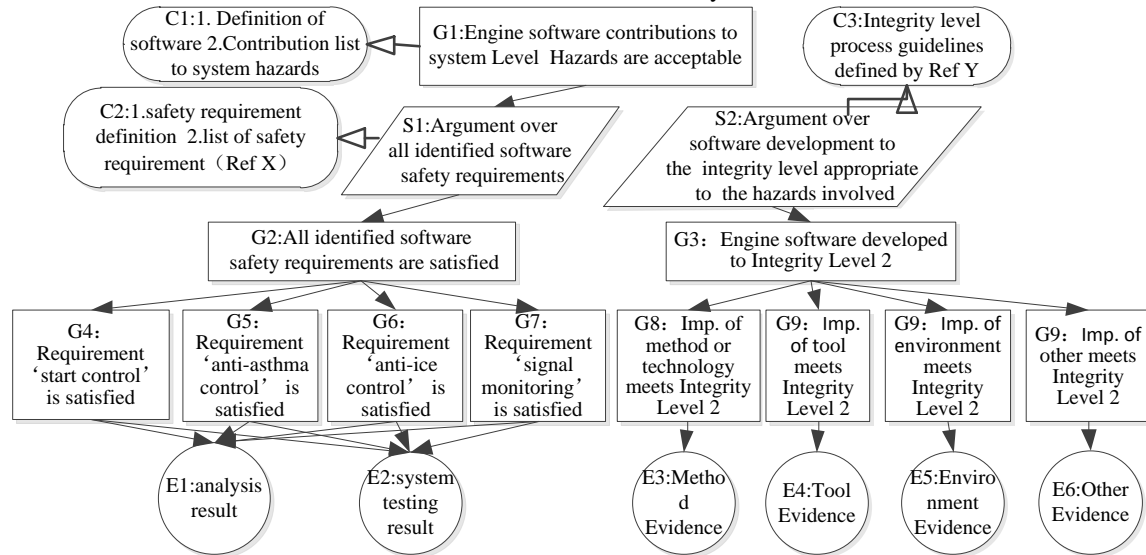 C1:1. Definition of
software 2.Contribution list
to system hazards
G1:Engine software contributions to
system Level Hazards are acceptable
C3:Integrity level
process guidelines
defined by Ref Y
C2:1.safety requirement
definition 2.list of safety
requirement（Ref X）
S1:Argument over
all identified software
safety requirements
S2:Argument over
software development to
the integrity level appropriate
to the hazards involved
G2:All identified software
safety requirements are satisfied
G3：Engine software developed
to Integrity Level 2
G4：
Requirement
‘start control’
is satisfied
G5：
Requirement
‘anti-asthma
control’ is
satisfied
G6：
Requirement
‘anti-ice
control’ is
satisfied
G7：
Requirement
‘signal
monitoring’
is satisfied
G8：Imp. of
method or
technology
meets Integrity
Level 2
G9：Imp.
of tool
meets
Integrity
Level 2
G9：Imp. of
environment
meets
Integrity
Level 2
G9：Imp. of
other meets
Integrity
Level 2
E1:analysis
result
E2:system
testing
result
E3:Metho
d
Evidence
E4:Tool
Evidence
E5:Enviro
nment
Evidence
E6:Other
Evidence